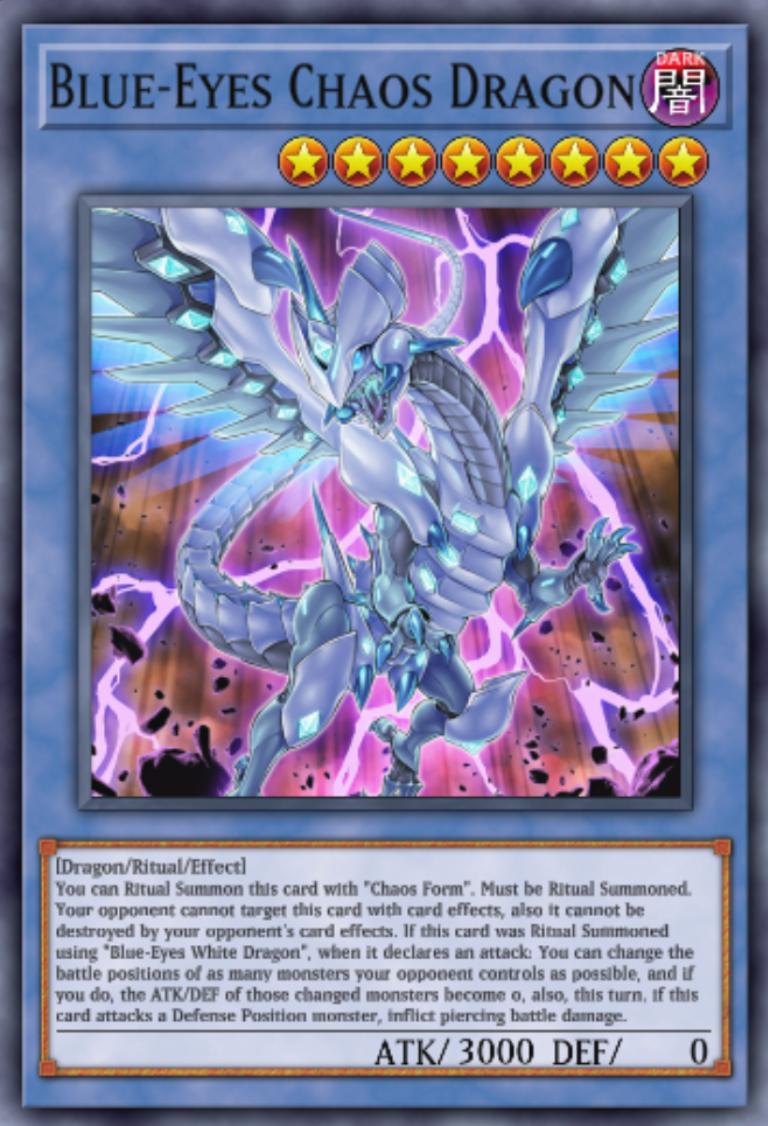 Blue-Eyes Chaos Dragon
DARK
闇
[Dragon/Ritual/Effect]
You can Ritual Summon this card with "Chaos Form". Must be Ritual Summoned.
Your opponent cannot target this card with card effects, also it cannot be
destroyed by your opponent's card effects. If this card was Ritual Summoned
using "Blue-Eyes White Dragon", when it declares an attack: You can change the
battle positions of as many monsters your opponent controls as possible, and if
you do, the ATK/DEF of those changed monsters become 0, also, this turn, if this
card attacks a Defense Position monster, inflict piercing battle damage.
ATK/ 3000 DEF/ 0